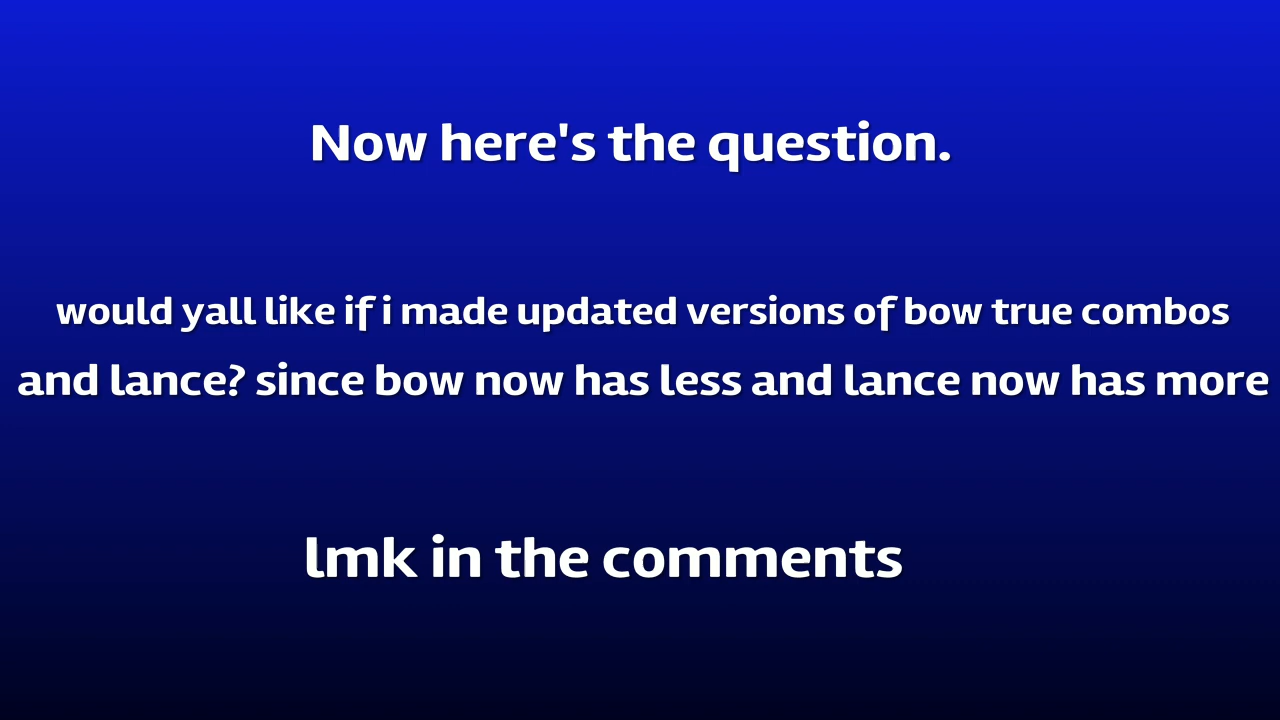 Now here's the question.
would yall like if i made updated versions of bow true combos
and lance? since bow now has less and lance now has more
lmk in the comments